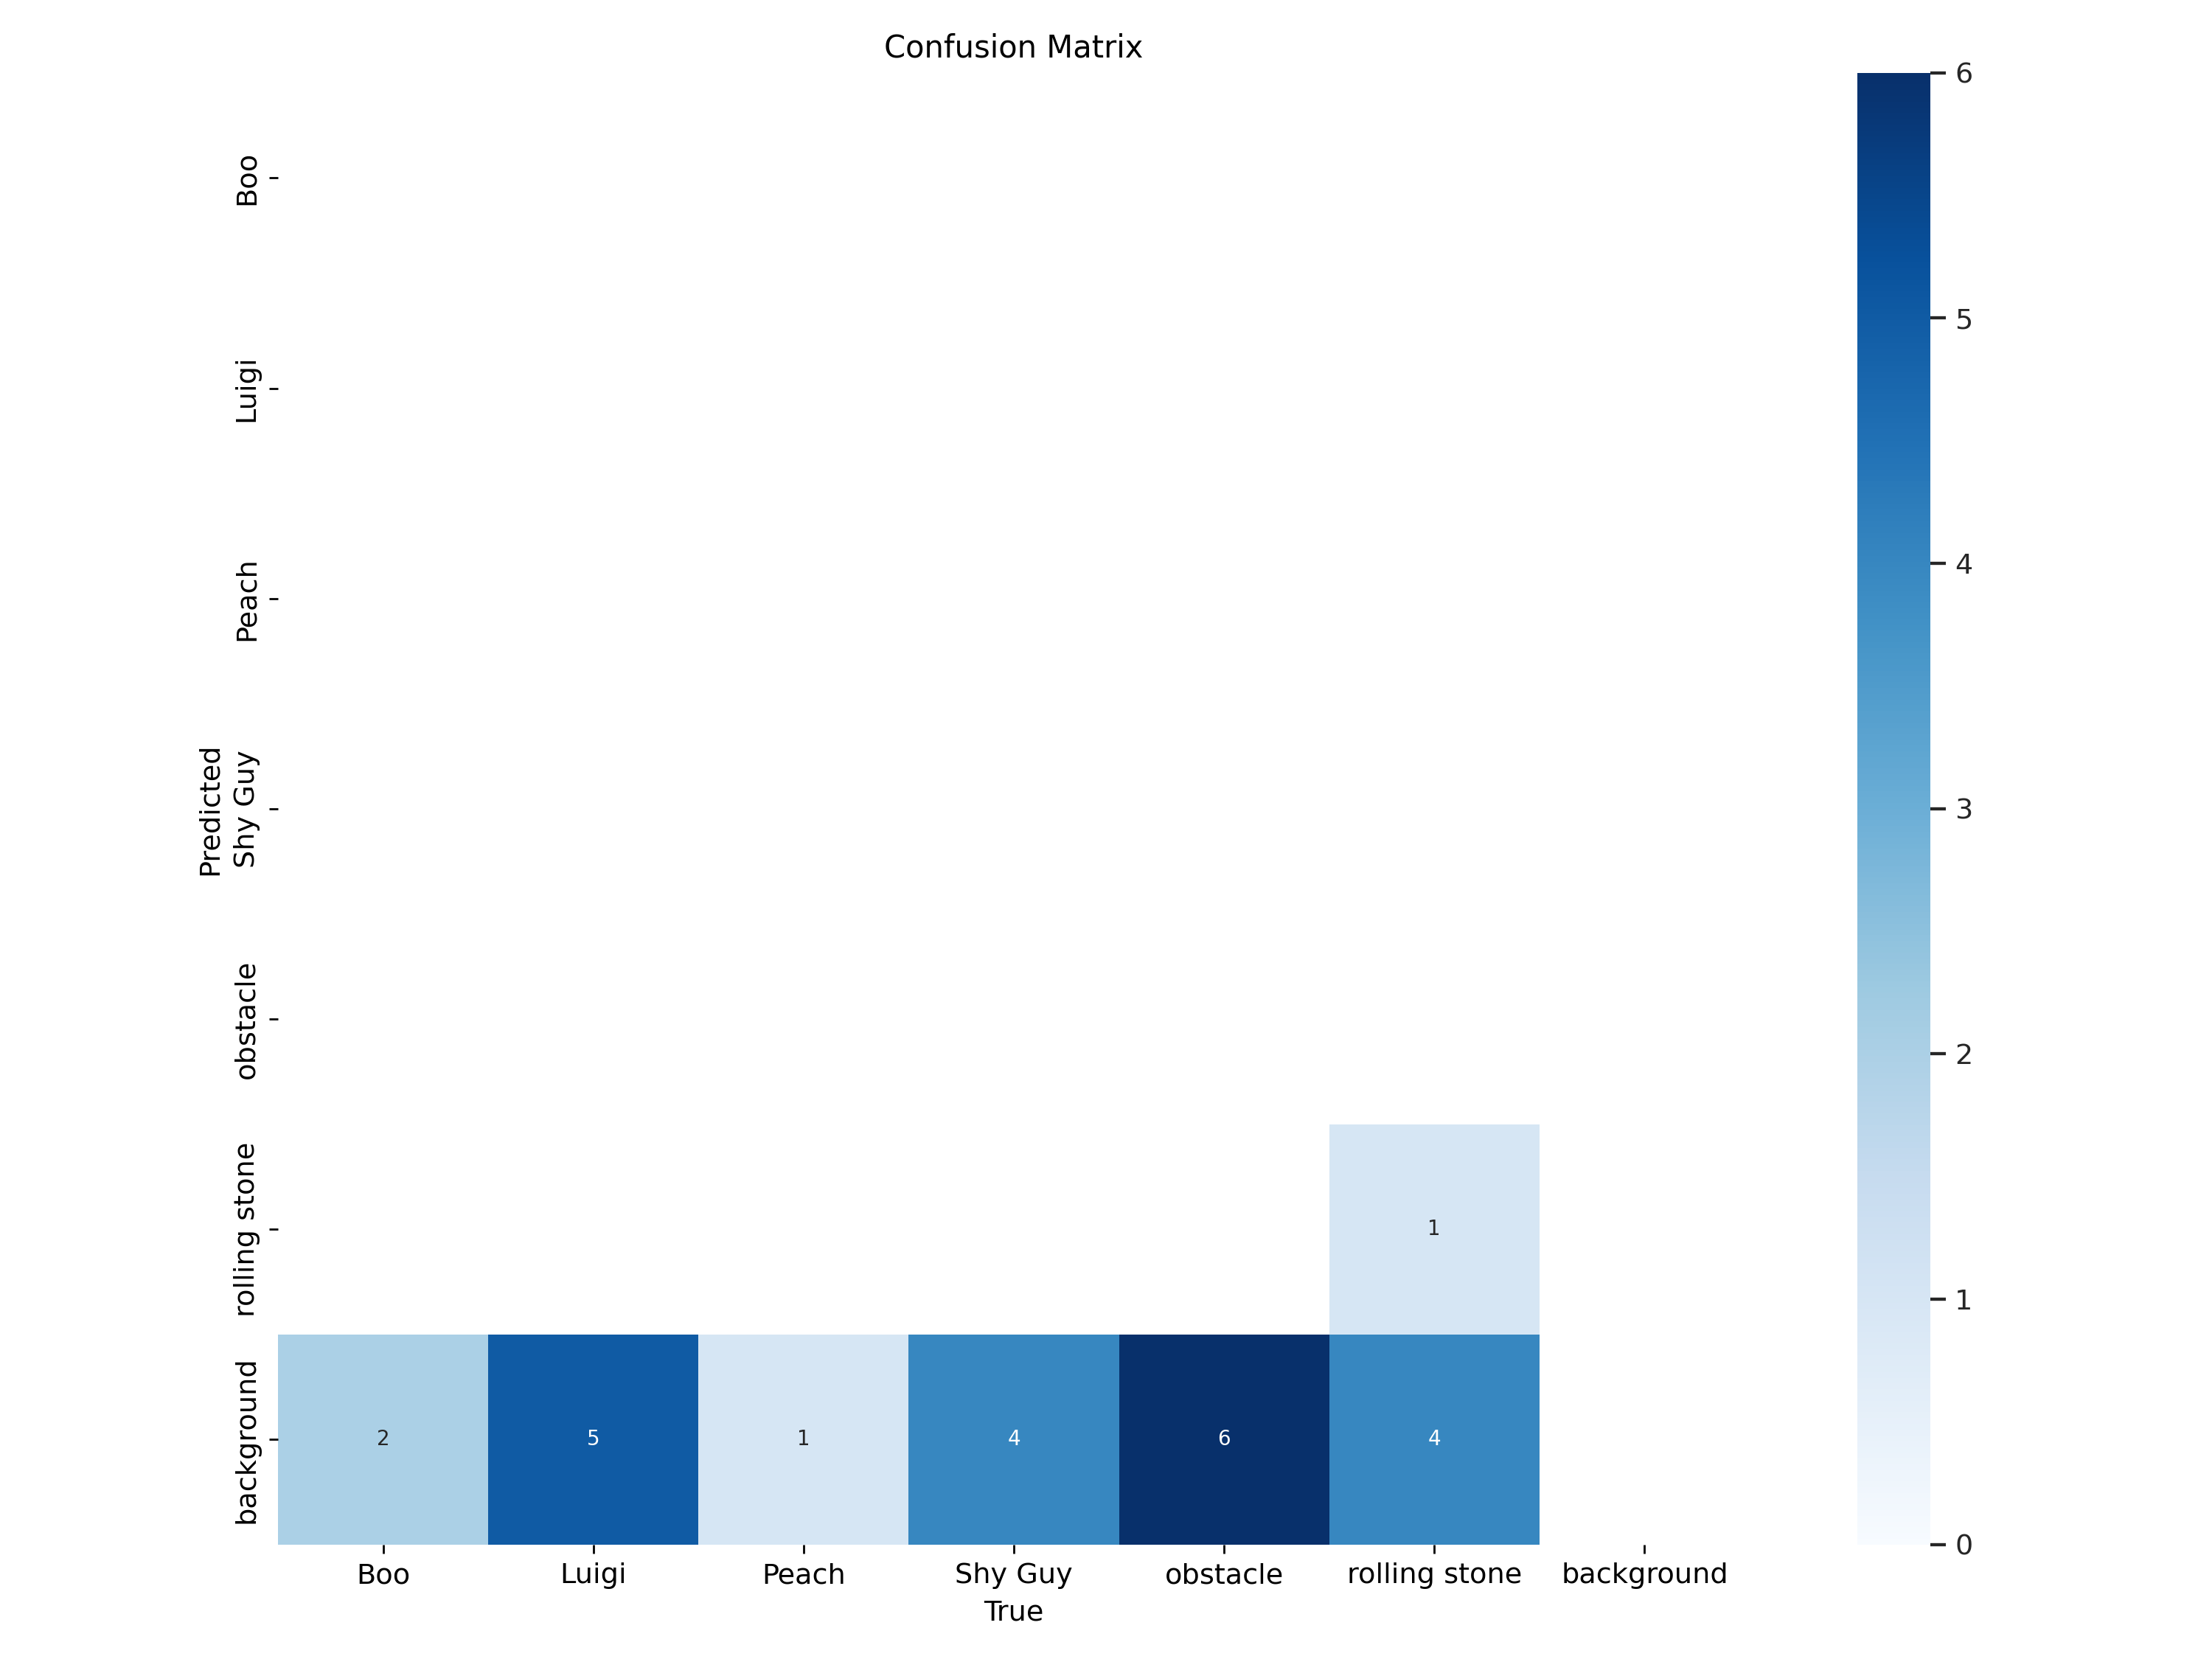 Confusion Matrix
Predicted
Boo
Luigi
Peach
Shy Guy
obstacle
rolling stone
background
1
2 5 1 4 6 4
Boo Luigi Peach Shy Guy obstacle rolling stone background
True
6
5
4
3
2
1
0